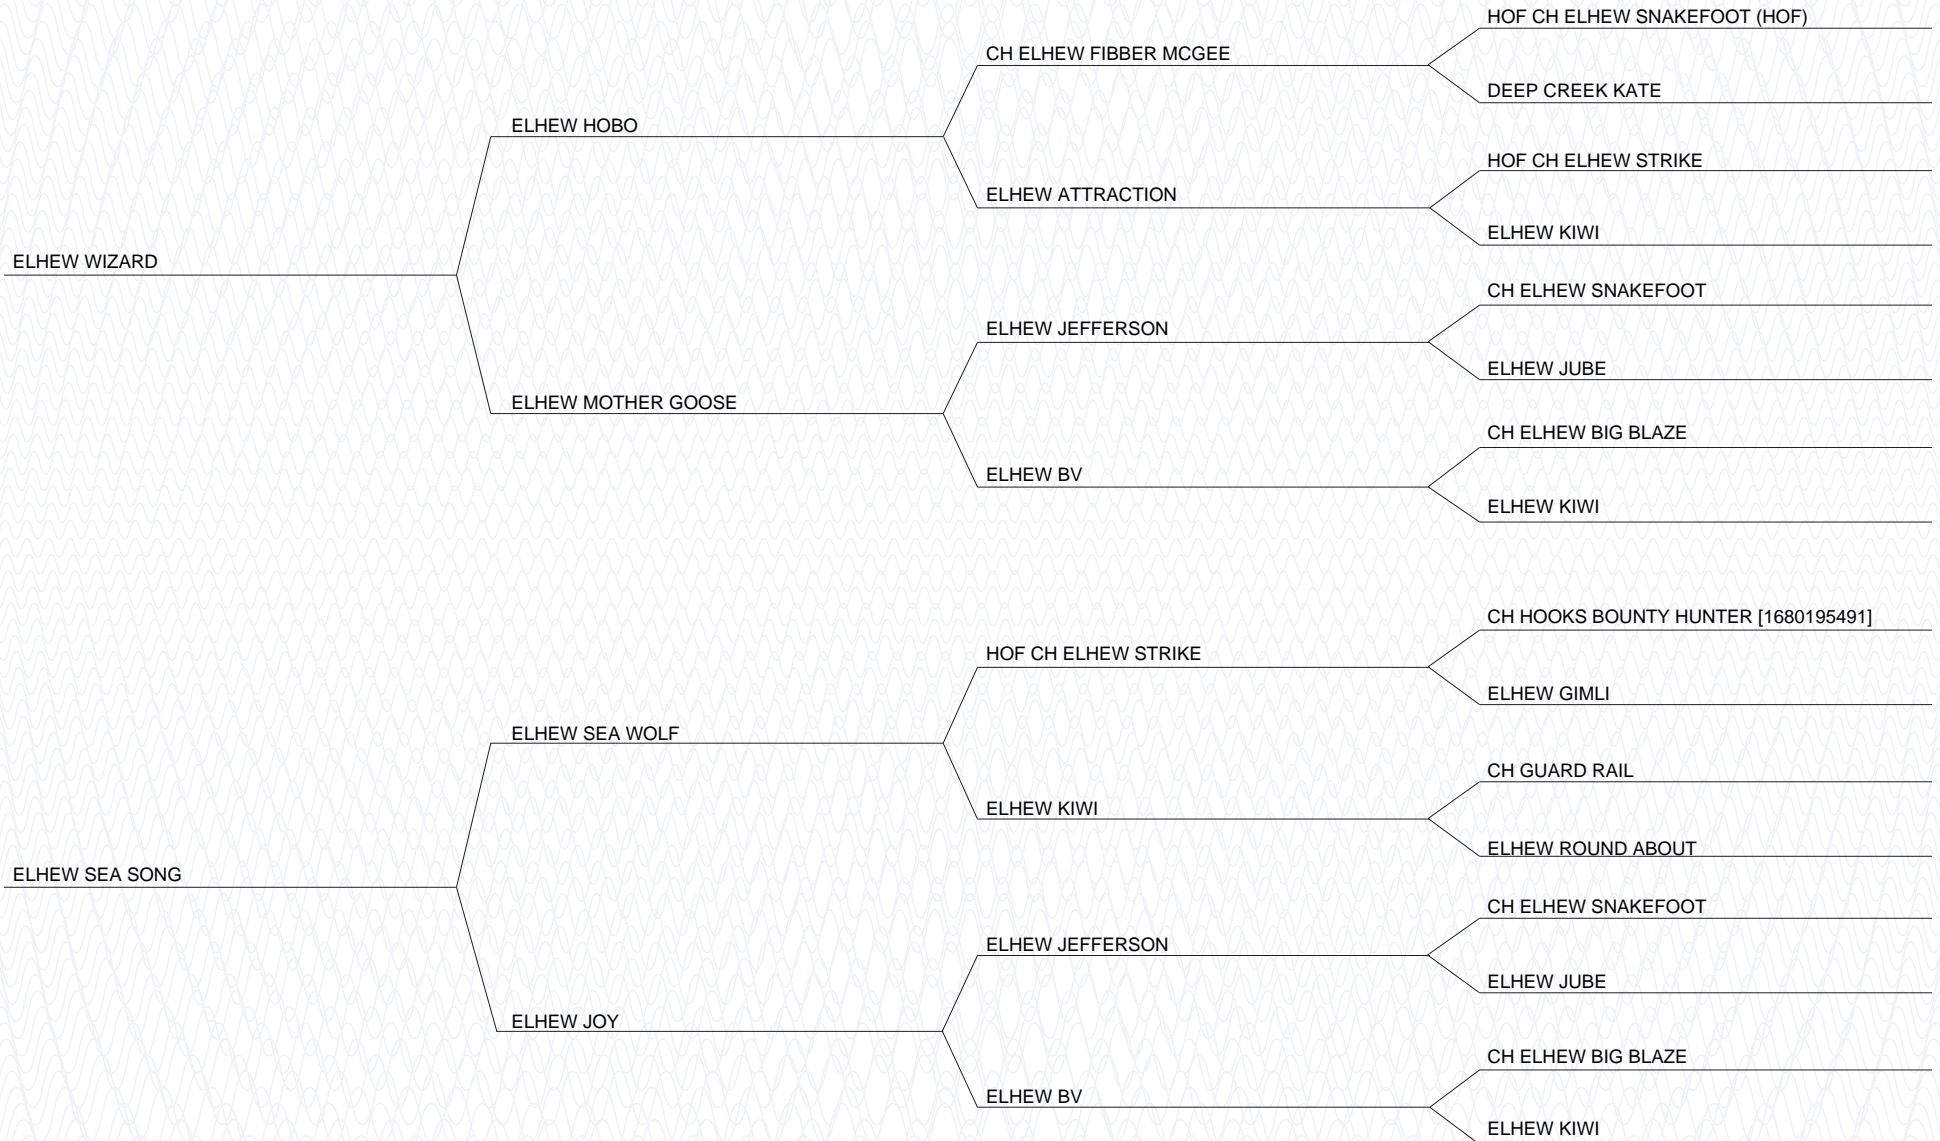 HOF CH ELHEW SNAKEFOOT (HOF)
CH ELHEW FIBBER MCGEE
DEEP CREEK KATE
ELHEW HOBO
HOF CH ELHEW STRIKE
ELHEW ATTRACTION
ELHEW KIWI
ELHEW WIZARD
CH ELHEW SNAKEFOOT
ELHEW JEFFERSON
ELHEW JUBE
ELHEW MOTHER GOOSE
CH ELHEW BIG BLAZE
ELHEW BV
ELHEW KIWI
CH HOOKS BOUNTY HUNTER [1680195491]
HOF CH ELHEW STRIKE
ELHEW GIMLI
ELHEW SEA WOLF
CH GUARD RAIL
ELHEW KIWI
ELHEW ROUND ABOUT
ELHEW SEA SONG
CH ELHEW SNAKEFOOT
ELHEW JEFFERSON
ELHEW JUBE
ELHEW JOY
CH ELHEW BIG BLAZE
ELHEW BV
ELHEW KIWI